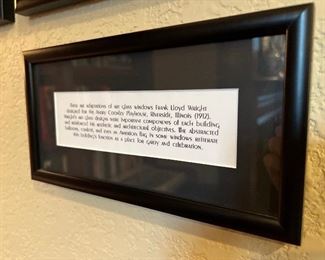 These are adaptations of art glass windows Frank Lloyd Wright
designed for the Avery Coonley Playhouse, Riverside, Illinois (1912).
Wright's art glass designs were important components of each building
and reinforced his aesthetic and architectural objectives. The abstracted
balloons, confetti, and even an American flag in some windows reiterate
this building's function as a place for gaiety and celebration.